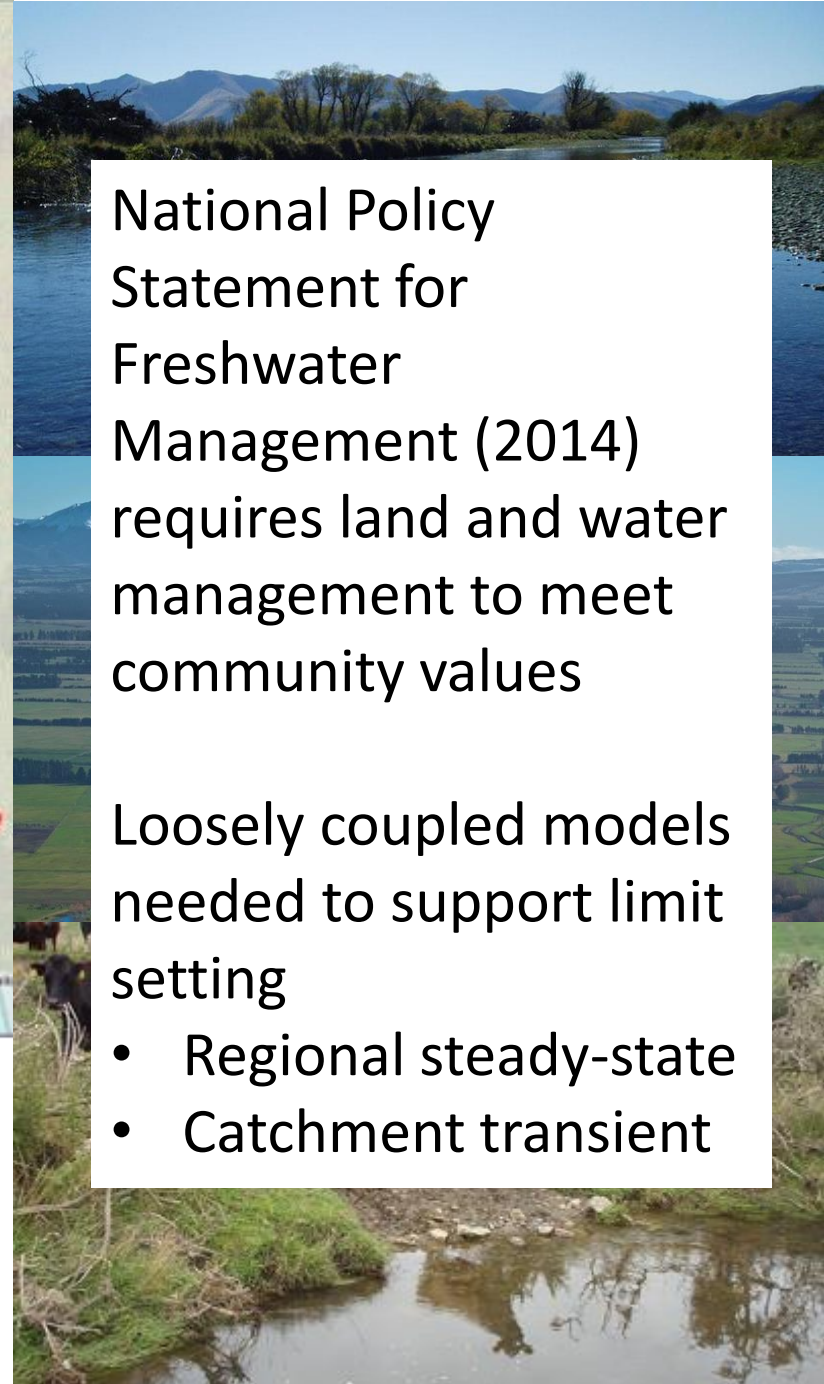 National Policy
Statement for
Freshwater
Management (2014)
requires land and water
management to meet
community values
Loosely coupled models
needed to support limit
setting
• Regional steady-state
• Catchment transient